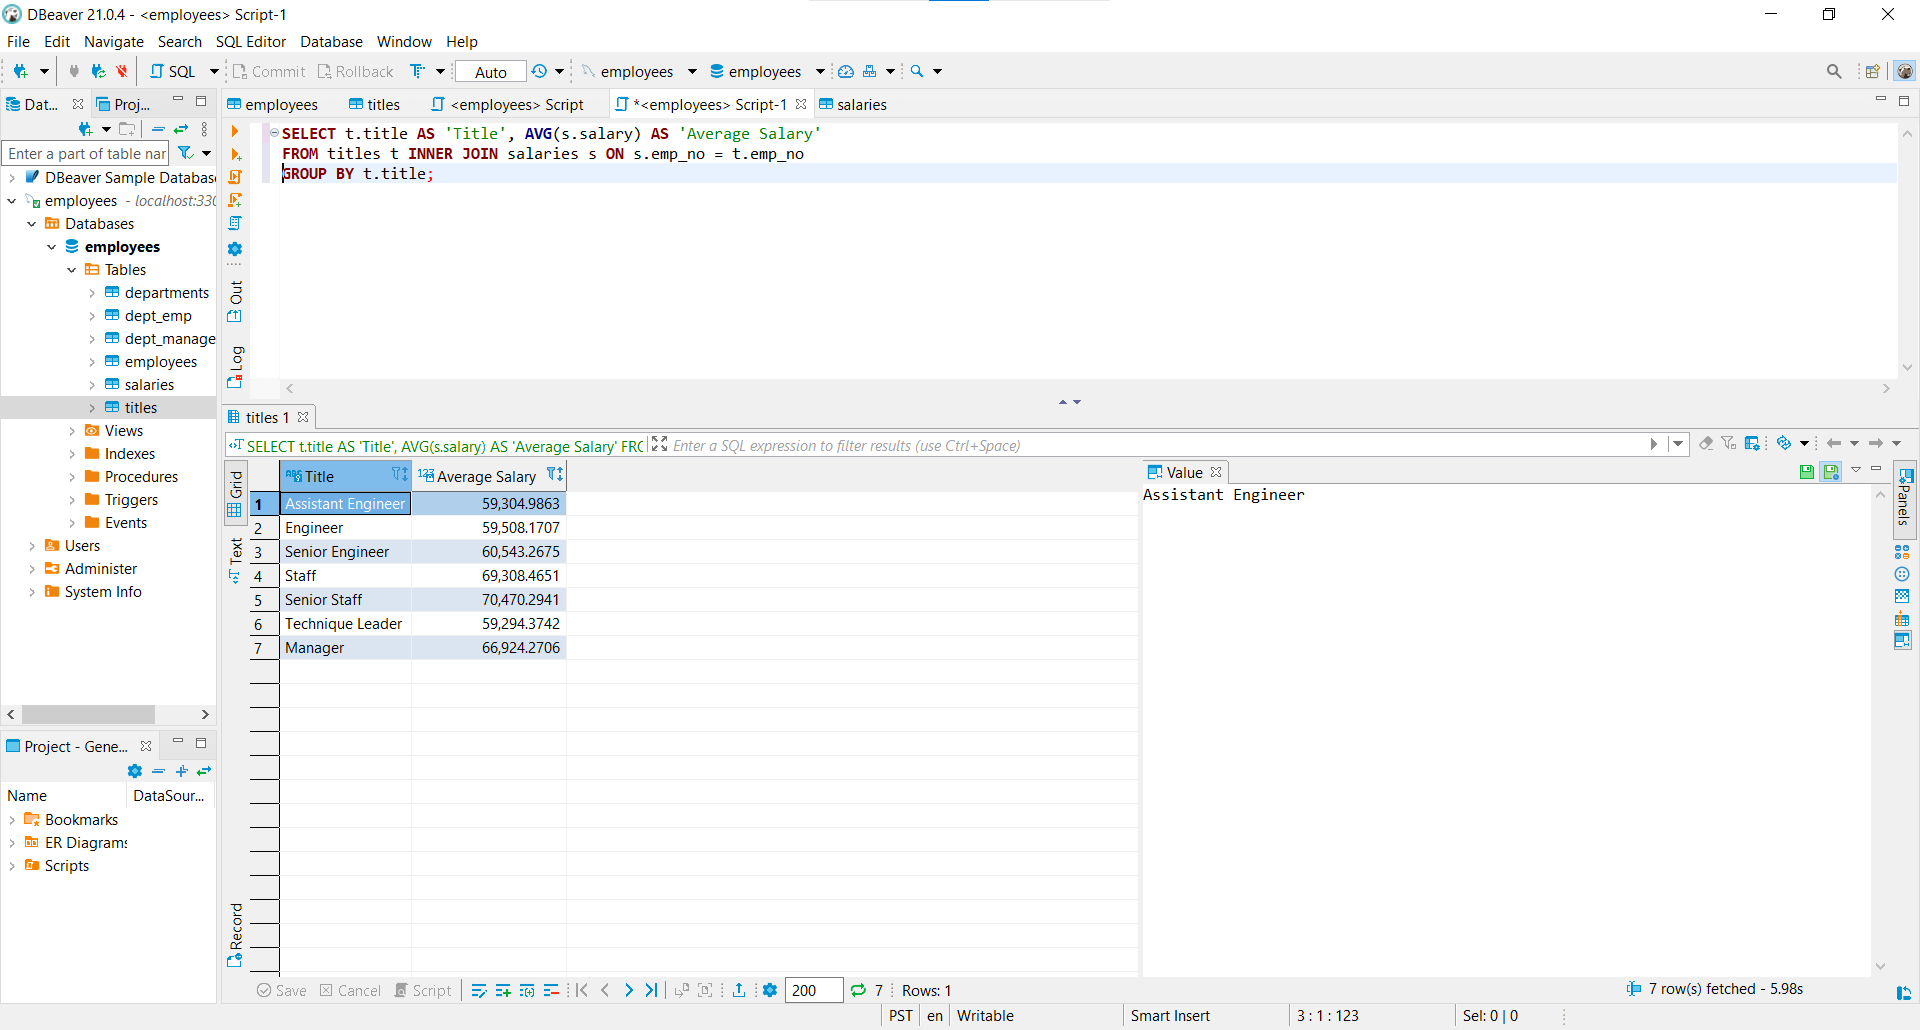 DBeaver 21.0.4 - <employees> Script-1
File Edit Navigate Search SQL Editor Database Window Help
SQL Commit Rollback Auto employees employees
Dat... Proj...
employees titles <employees> Script *<employees> Script-1 salaries
Enter a part of table nar
DBeaver Sample Databas
employees - localhost:330
Databases
employees
Tables
departments
dept_emp
dept_manage
employees
salaries
titles
Views
Indexes
Procedures
Triggers
Events
Users
Administer
System Info
SELECT t.title AS 'Title', AVG(s.salary) AS 'Average Salary'
FROM titles t INNER JOIN salaries s ON s.emp_no = t.emp_no
GROUP BY t.title;
Out
Log
titles 1
SELECT t.title AS 'Title', AVG(s.salary) AS 'Average Salary' FRC Enter a SQL expression to filter results (use Ctrl+Space)
Grid
Text
Record
ABC Title 123 Average Salary
1 Assistant Engineer 59,304.9863
2 Engineer 59,508.1707
3 Senior Engineer 60,543.2675
4 Staff 69,308.4651
5 Senior Staff 70,470.2941
6 Technique Leader 59,294.3742
7 Manager 66,924.2706
Value
Assistant Engineer
Panels
Project - Gene...
Name DataSour...
Bookmarks
ER Diagrams
Scripts
Save Cancel Script 200 7 Rows: 1 7 row(s) fetched - 5.98s
PST en Writable Smart Insert 3 : 1 : 123 Sel: 0 | 0